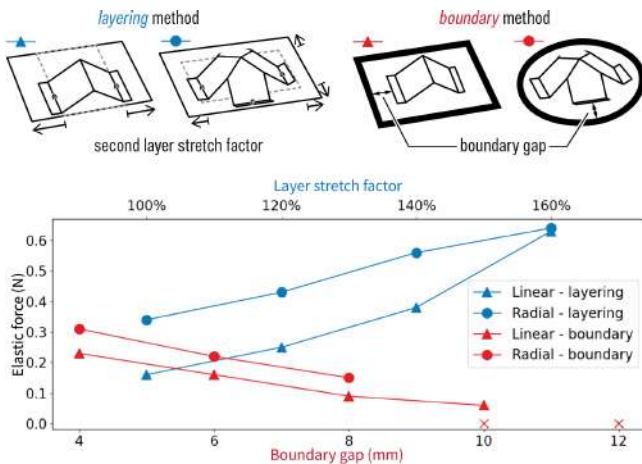 layering method
boundary method
second layer stretch factor
boundary gap
Layer stretch factor
100% 120% 140% 160%
Elastic force (N)
0.6
0.5
0.4
0.3
0.2
0.1
0.0
Linear - layering
Radial - layering
Linear - boundary
Radial - boundary
4 6 8 10 12
Boundary gap (mm)